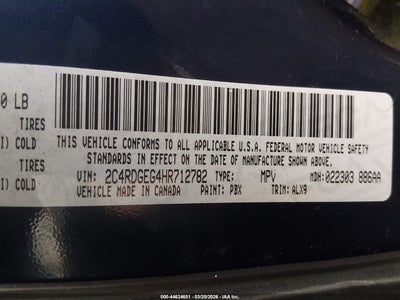 0 LB
TIRES
I) COLD
TIRES
I) COLD
THIS VEHICLE CONFORMS TO ALL APPLICABLE U.S.A. FEDERAL MOTOR VEHICLE SAFETY
STANDARDS IN EFFECT ON THE DATE OF MANUFACTURE SHOWN ABOVE.
VIN: 2C4RDGEG4HR712782 TYPE: MPV MDH: 022303 886AA
VEHICLE MADE IN CANADA PAINT: PBX TRIM: ALX9
000-44624651 - 03/20/2026 - IAA Inc. Copyright